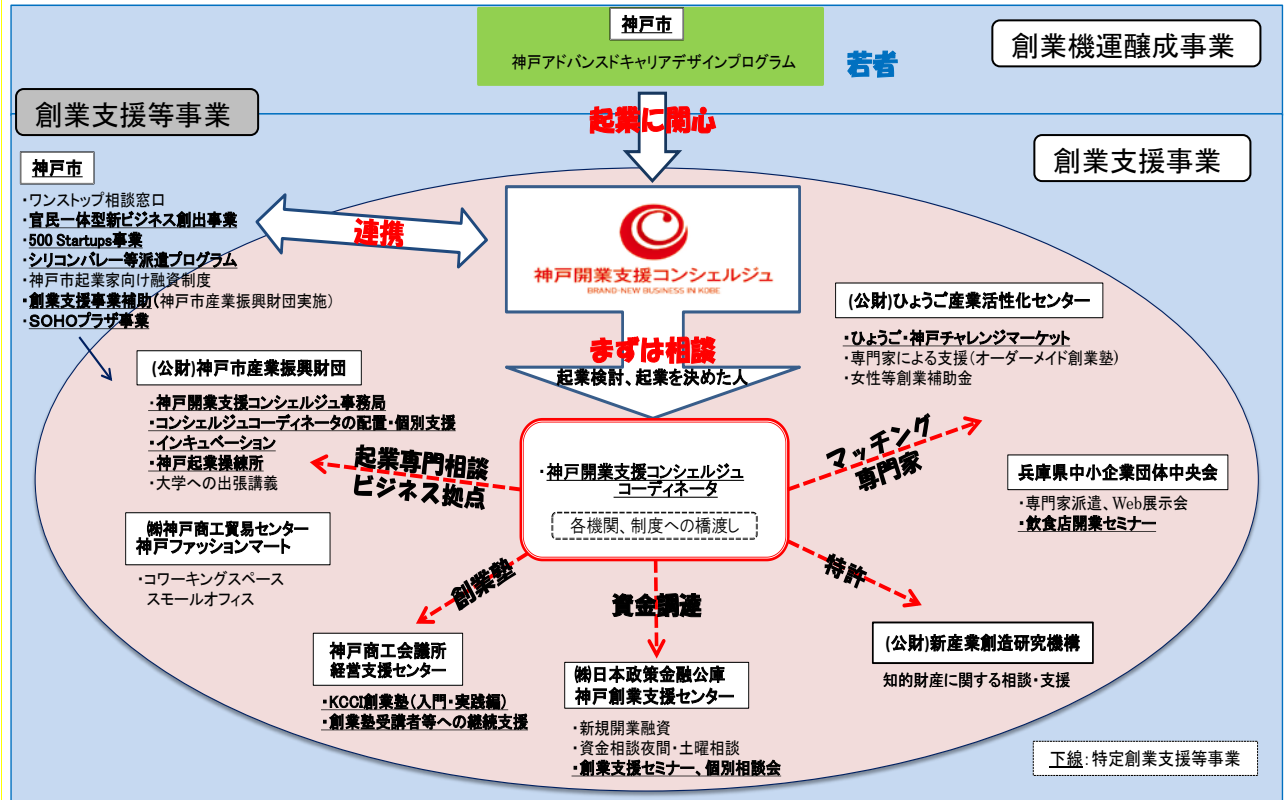 神戸市
神戸アドバンスドキャリアデザインプログラム
若者
創業機運醸成事業
起業に関心
創業支援等事業
創業支援事業
神戸市
・ワンストップ相談窓口
・官民一体型新ビジネス創出事業
・500 Startups事業
・シリコンバレー等派遣プログラム
・神戸市起業家向け融資制度
・創業支援事業補助(神戸市産業振興財団実施)
・SOHOプラザ事業
連携
神戸開業支援コンシェルジュ
BRAND-NEW BUSINESS IN KOBE
まずは相談
起業検討、起業を決めた人
(公財)ひょうご産業活性化センター
・ひょうご・神戸チャレンジマーケット
・専門家による支援(オーダーメイド創業塾)
・女性等創業補助金
(公財)神戸市産業振興財団
・神戸開業支援コンシェルジュ事務局
・コンシェルジュコーディネータの配置・個別支援
・インキュベーション
・神戸起業操練所
・大学への出張講義
起業専門相談
ビジネス拠点
・神戸開業支援コンシェルジュ
コーディネータ
各機関、制度への橋渡し
マッチング
専門家
兵庫県中小企業団体中央会
・専門家派遣、Web展示会
・飲食店開業セミナー
㈱神戸商工貿易センター
神戸ファッションマート
・コワーキングスペース
スモールオフィス
創業塾
資金調達
特許
神戸商工会議所
経営支援センター
・KCCI創業塾(入門・実践編)
・創業塾受講者等への継続支援
㈱日本政策金融公庫
神戸創業支援センター
・新規開業融資
・資金相談夜間・土曜相談
・創業支援セミナー、個別相談会
(公財)新産業創造研究機構
知的財産に関する相談・支援
下線:特定創業支援等事業